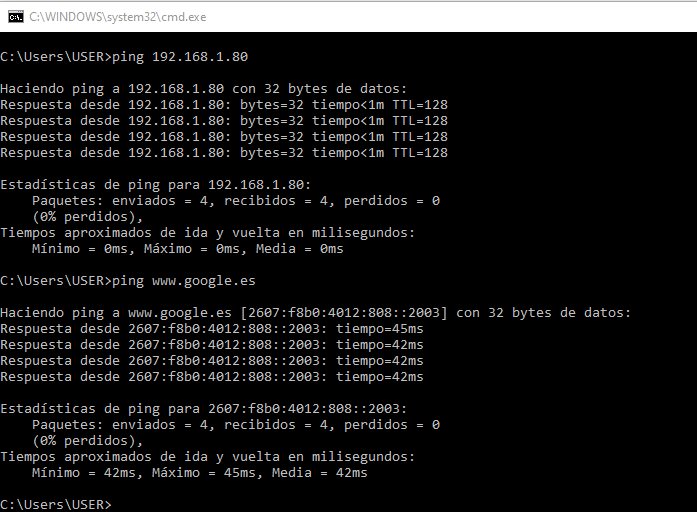 C:\WINDOWS\system32\cmd.exe
C:\Users\USER>ping 192.168.1.80
Haciendo ping a 192.168.1.80 con 32 bytes de datos:
Respuesta desde 192.168.1.80: bytes=32 tiempo<1m TTL=128
Respuesta desde 192.168.1.80: bytes=32 tiempo<1m TTL=128
Respuesta desde 192.168.1.80: bytes=32 tiempo<1m TTL=128
Respuesta desde 192.168.1.80: bytes=32 tiempo<1m TTL=128
Estadísticas de ping para 192.168.1.80:
    Paquetes: enviados = 4, recibidos = 4, perdidos = 0
    (0% perdidos),
Tiempos aproximados de ida y vuelta en milisegundos:
    Mínimo = 0ms, Máximo = 0ms, Media = 0ms
C:\Users\USER>ping www.google.es
Haciendo ping a www.google.es [2607:f8b0:4012:808::2003] con 32 bytes de datos:
Respuesta desde 2607:f8b0:4012:808::2003: tiempo=45ms
Respuesta desde 2607:f8b0:4012:808::2003: tiempo=42ms
Respuesta desde 2607:f8b0:4012:808::2003: tiempo=42ms
Respuesta desde 2607:f8b0:4012:808::2003: tiempo=42ms
Estadísticas de ping para 2607:f8b0:4012:808::2003:
    Paquetes: enviados = 4, recibidos = 4, perdidos = 0
    (0% perdidos),
Tiempos aproximados de ida y vuelta en milisegundos:
    Mínimo = 42ms, Máximo = 45ms, Media = 42ms
C:\Users\USER>